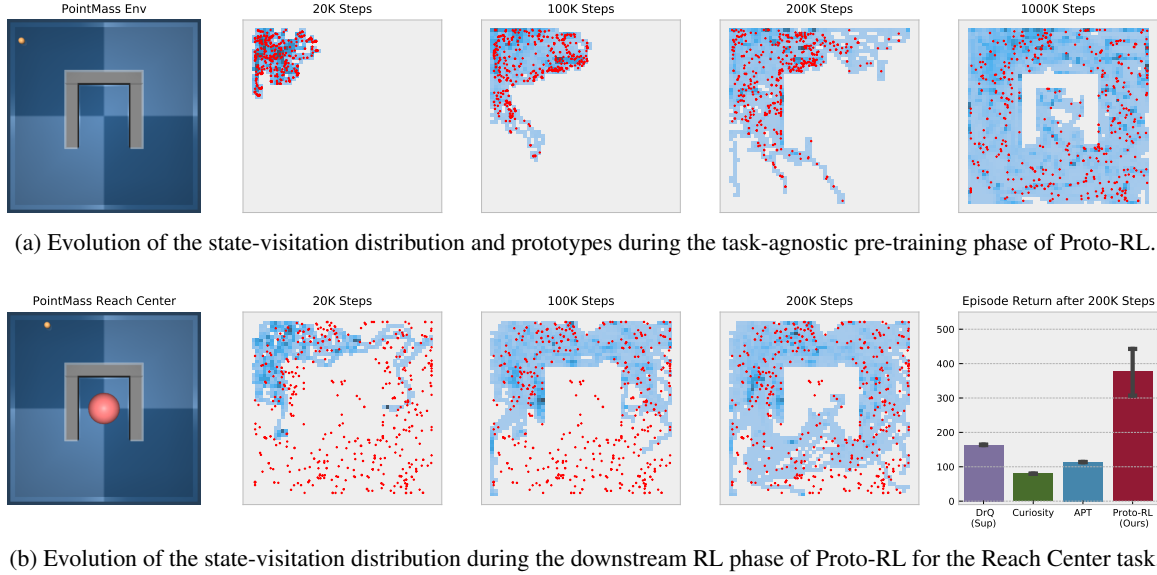 PointMass Env
20K Steps
100K Steps
200K Steps
1000K Steps
(a) Evolution of the state-visitation distribution and prototypes during the task-agnostic pre-training phase of Proto-RL.
PointMass Reach Center
20K Steps
100K Steps
200K Steps
Episode Return after 200K Steps
500
400
300
200
100
0
DrQ
(Sup)
Curiosity
APT
Proto-RL
(Ours)
(b) Evolution of the state-visitation distribution during the downstream RL phase of Proto-RL for the Reach Center task